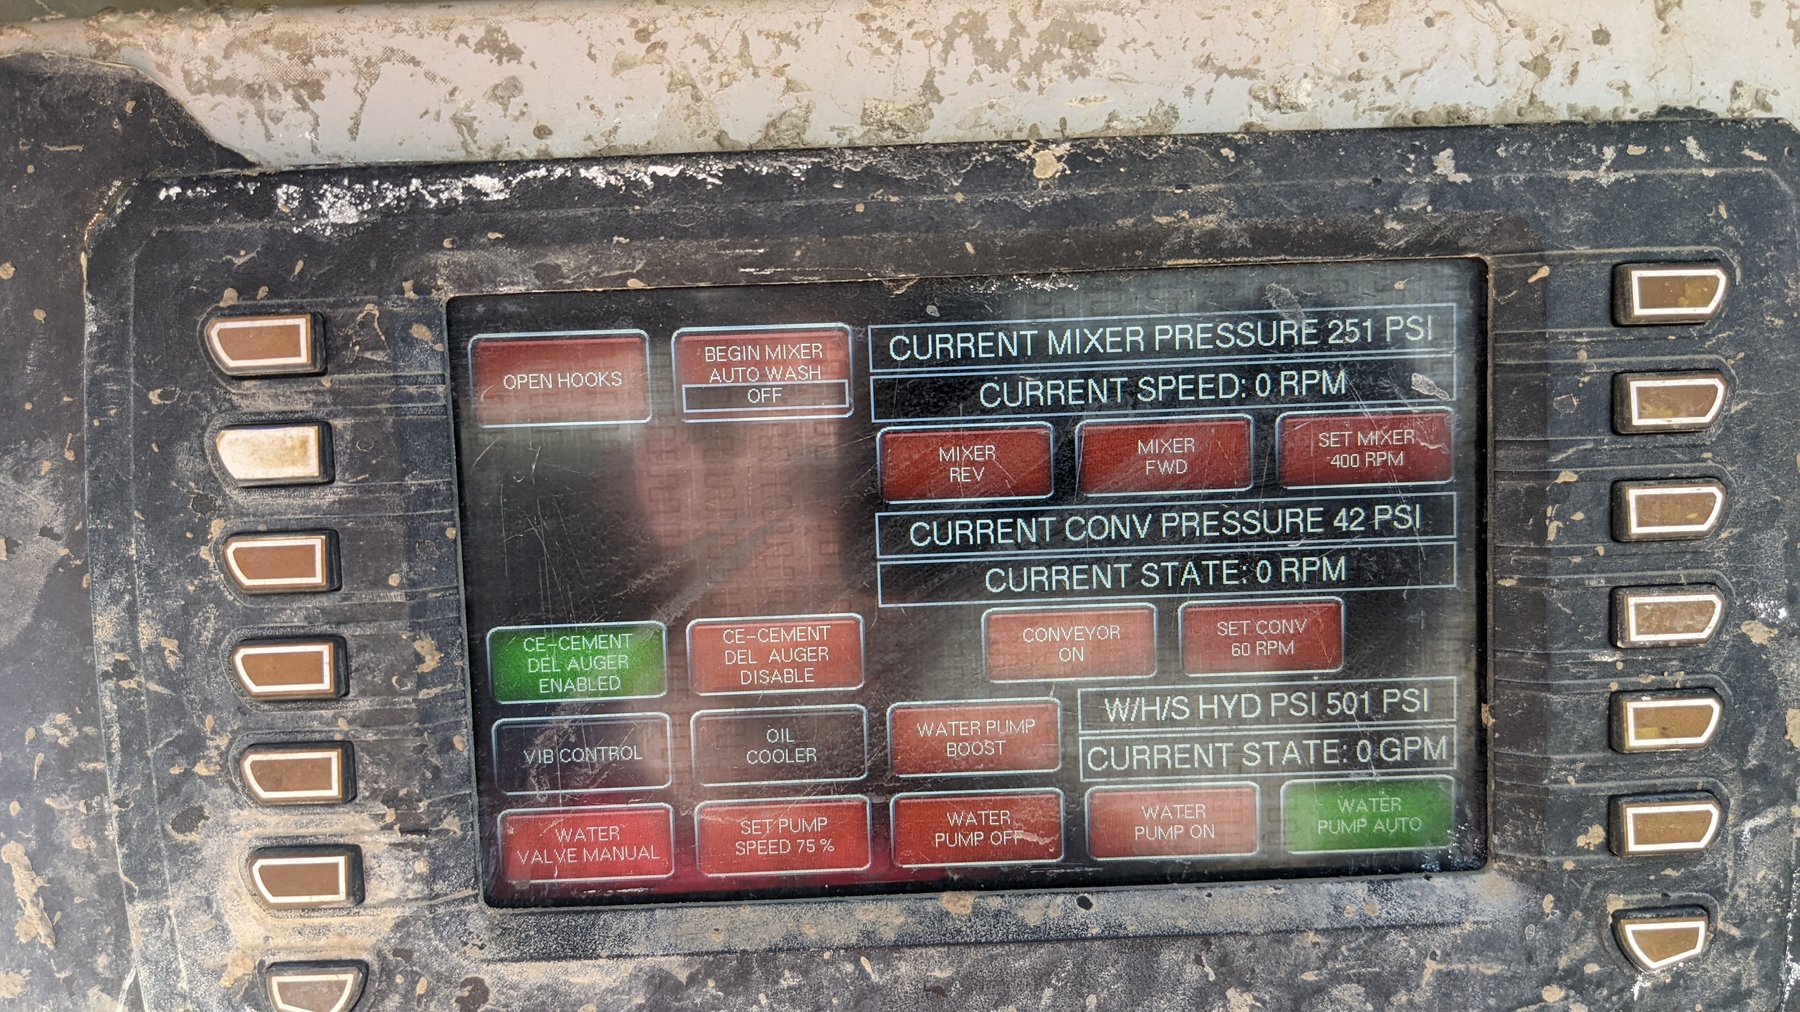 OPEN HOOKS
BEGIN MIXER
AUTO WASH
OFF
CURRENT MIXER PRESSURE 251 PSI
CURRENT SPEED: 0 RPM
MIXER
REV
MIXER
FWD
SET MIXER
400 RPM
CURRENT CONV PRESSURE 42 PSI
CURRENT STATE: 0 RPM
CE-CEMENT
DEL AUGER
ENABLED
CE-CEMENT
DEL AUGER
DISABLE
CONVEYOR
ON
SET CONV
60 RPM
VIB CONTROL
OIL
COOLER
WATER PUMP
BOOST
W/H/S HYD PSI 501 PSI
CURRENT STATE: 0 GPM
WATER
VALVE MANUAL
SET PUMP
SPEED 75 %
WATER
PUMP OFF
WATER
PUMP ON
WATER
PUMP AUTO